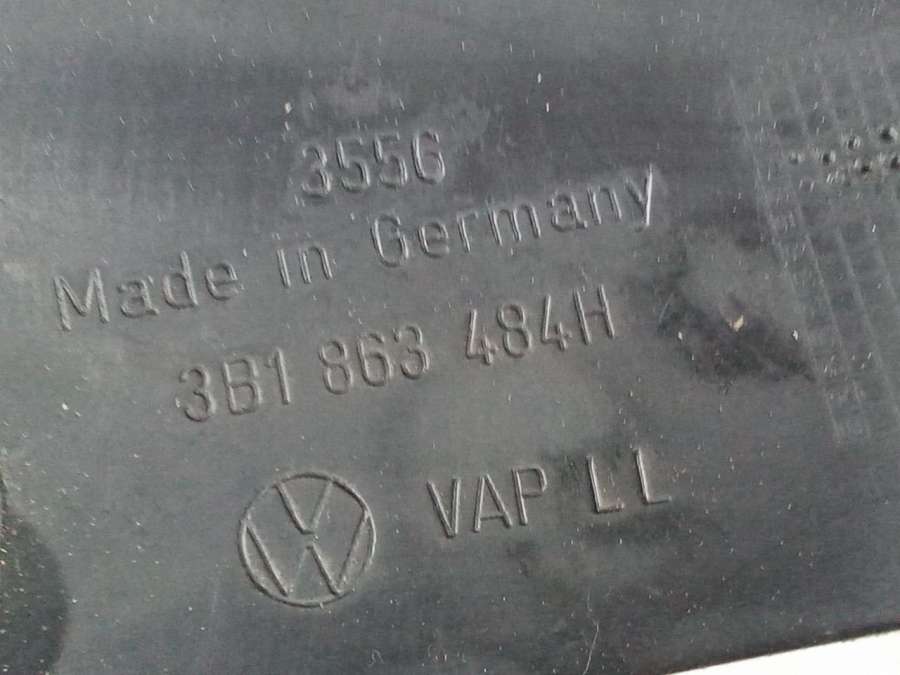 3556
Made in Germany
3B1 863 484H
VAP LL